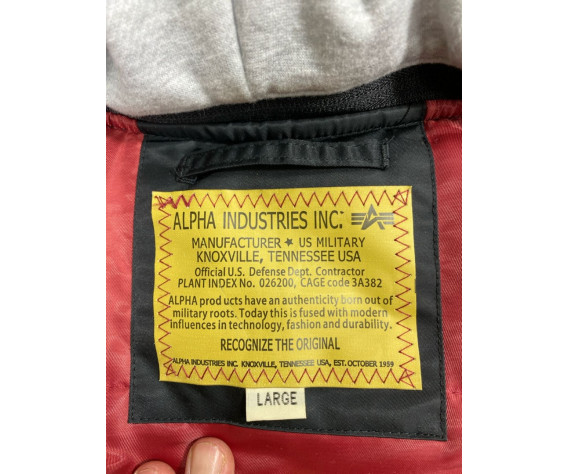 ALPHA INDUSTRIES INC.™
MANUFACTURER ★ US MILITARY
KNOXVILLE, TENNESSEE USA
Official U.S. Defense Dept. Contractor
PLANT INDEX No. 026200, CAGE code 3A382
ALPHA products have an authenticity born out of
military roots. Today this is fused with modern
influences in technology, fashion and durability.
RECOGNIZE THE ORIGINAL
ALPHA INDUSTRIES INC. KNOXVILLE, TENNESSEE USA, EST. OCTOBER 1959
LARGE